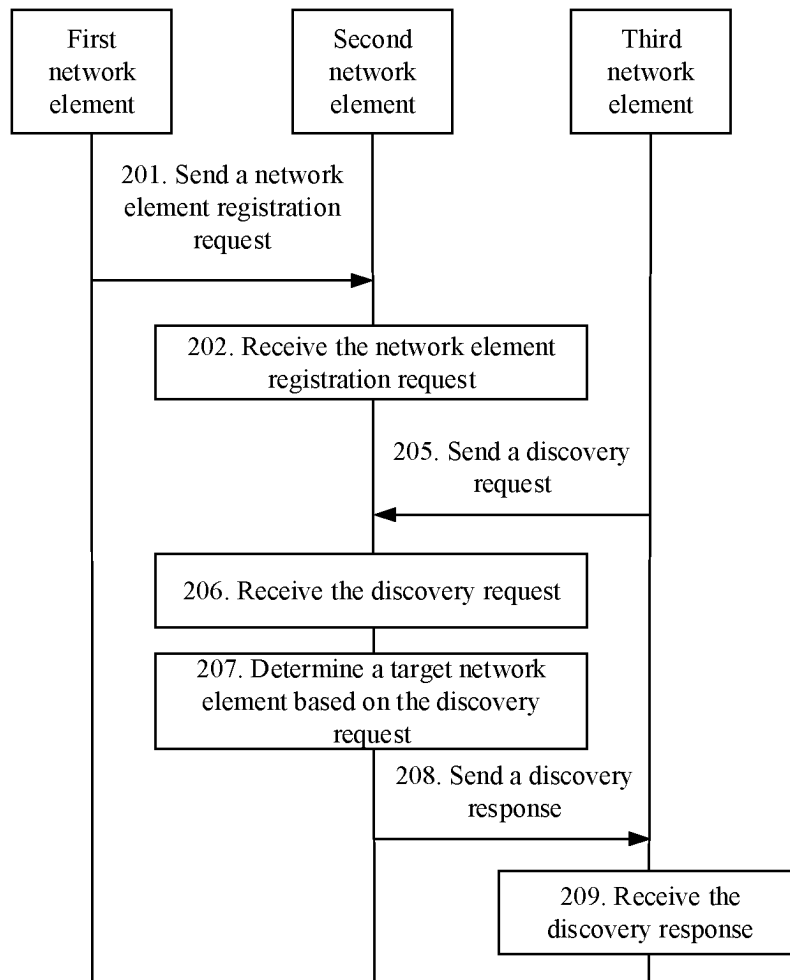 First
network
element
Second
network
element
Third
network
element
201. Send a network
element registration
request
202. Receive the network element
registration request
205. Send a discovery
request
206. Receive the discovery request
207. Determine a target network
element based on the discovery
request
208. Send a discovery
response
209. Receive the
discovery response